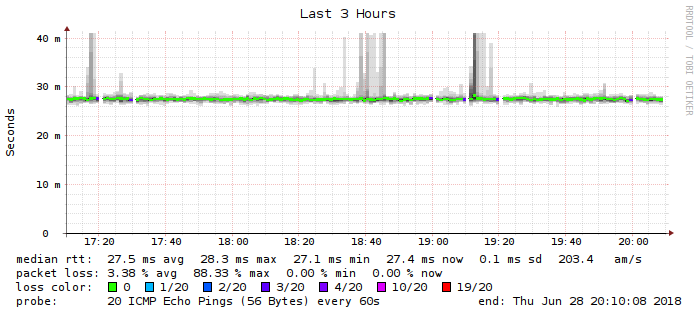 Last 3 Hours
RRDTOOL / TOBI OETIKER
Seconds
40 m
30 m
20 m
10 m
0
17:20 17:40 18:00 18:20 18:40 19:00 19:20 19:40 20:00
median rtt: 27.5 ms avg 28.3 ms max 27.1 ms min 27.4 ms now 0.1 ms sd 203.4 am/s
packet loss: 3.38 % avg 88.33 % max 0.00 % min 0.00 % now
loss color: 0 1/20 2/20 3/20 4/20 10/20 19/20
probe: 20 ICMP Echo Pings (56 Bytes) every 60s end: Thu Jun 28 20:10:08 2018